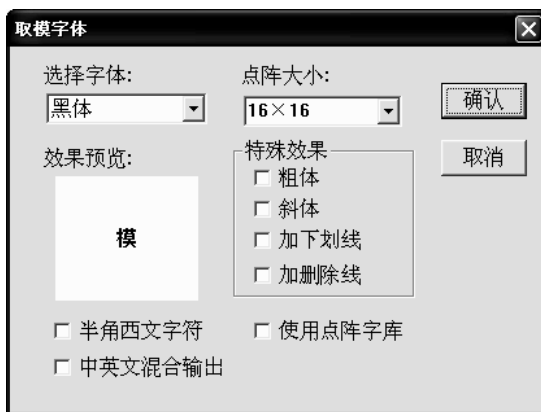 取模字体
选择字体:
点阵大小:
确认
黑体
16×16
取消
效果预览:
特殊效果
粗体
模
斜体
加下划线
加删除线
半角西文字符
使用点阵字库
中英文混合输出